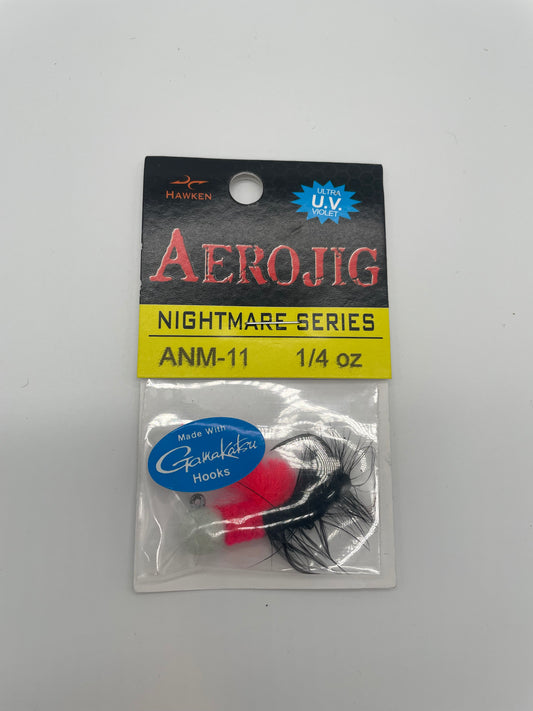 HAWKEN
ULTRA
U.V.
VIOLET
AEROJIG
NIGHTMARE SERIES
ANM-11 1/4 oz
Made With
Gamakatsu
Hooks